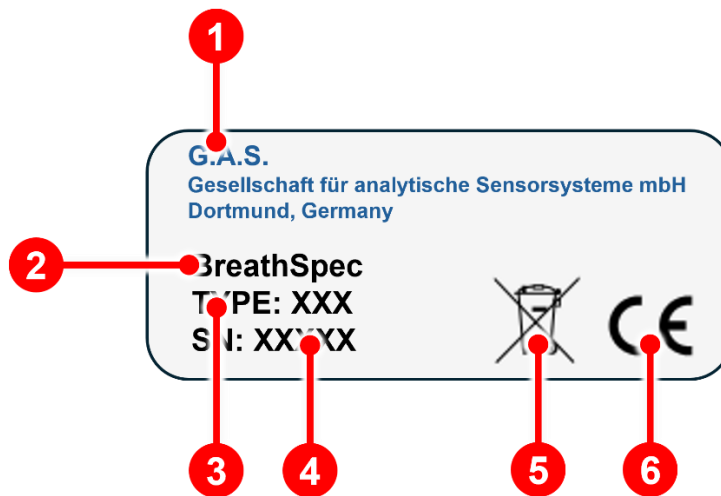 1
G.A.S.
Gesellschaft für analytische Sensorsysteme mbH
Dortmund, Germany
2
BreathSpec
TYPE: XXX
SN: XXXXX
CE
3
4
5
6